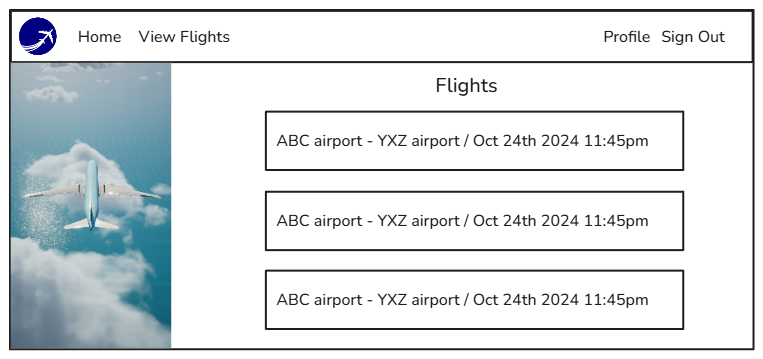 Home View Flights Profile Sign Out
Flights
ABC airport - YXZ airport / Oct 24th 2024 11:45pm
ABC airport - YXZ airport / Oct 24th 2024 11:45pm
ABC airport - YXZ airport / Oct 24th 2024 11:45pm